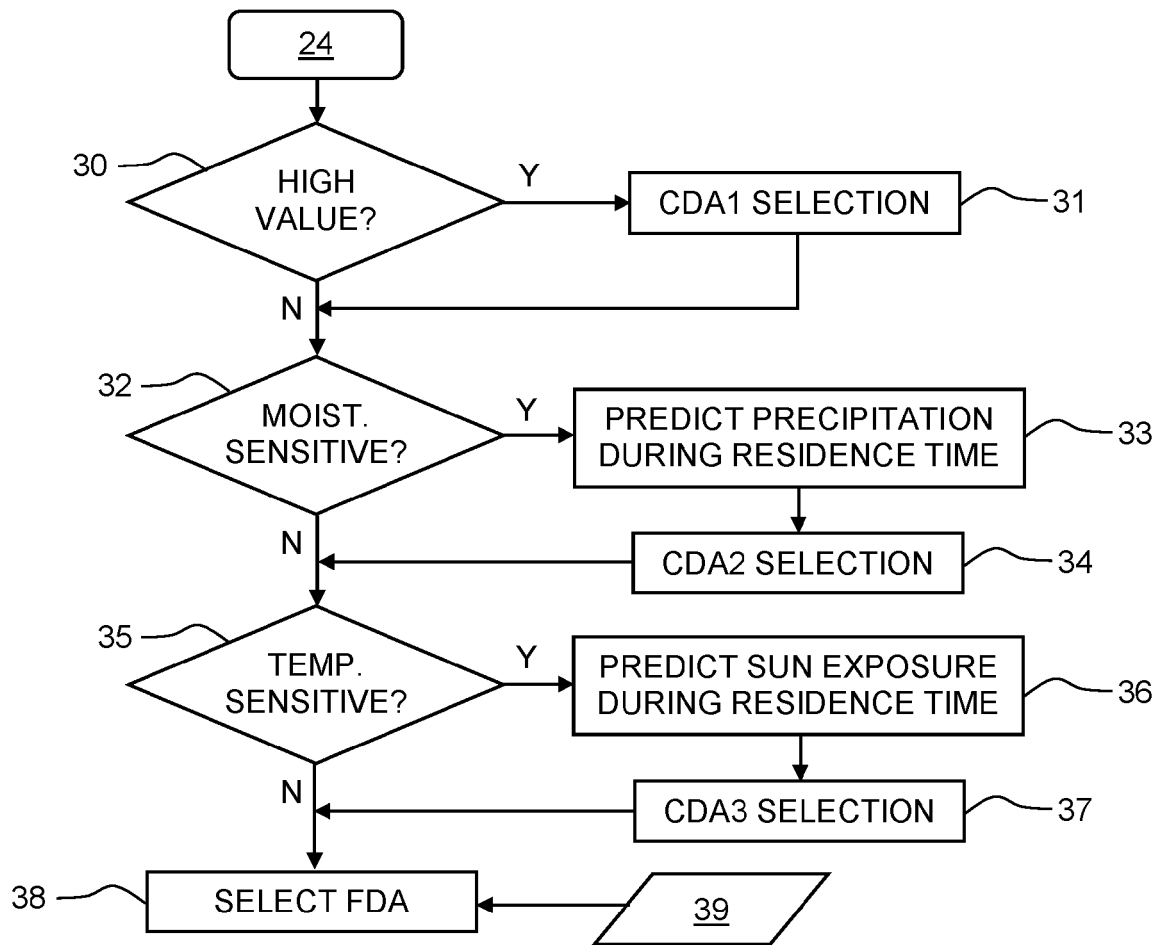 24
30
HIGH
VALUE?
Y
CDA1 SELECTION
31
N
32
MOIST.
SENSITIVE?
Y
PREDICT PRECIPITATION
DURING RESIDENCE TIME
33
N
CDA2 SELECTION
34
35
TEMP.
SENSITIVE?
Y
PREDICT SUN EXPOSURE
DURING RESIDENCE TIME
36
N
CDA3 SELECTION
37
38
SELECT FDA
39